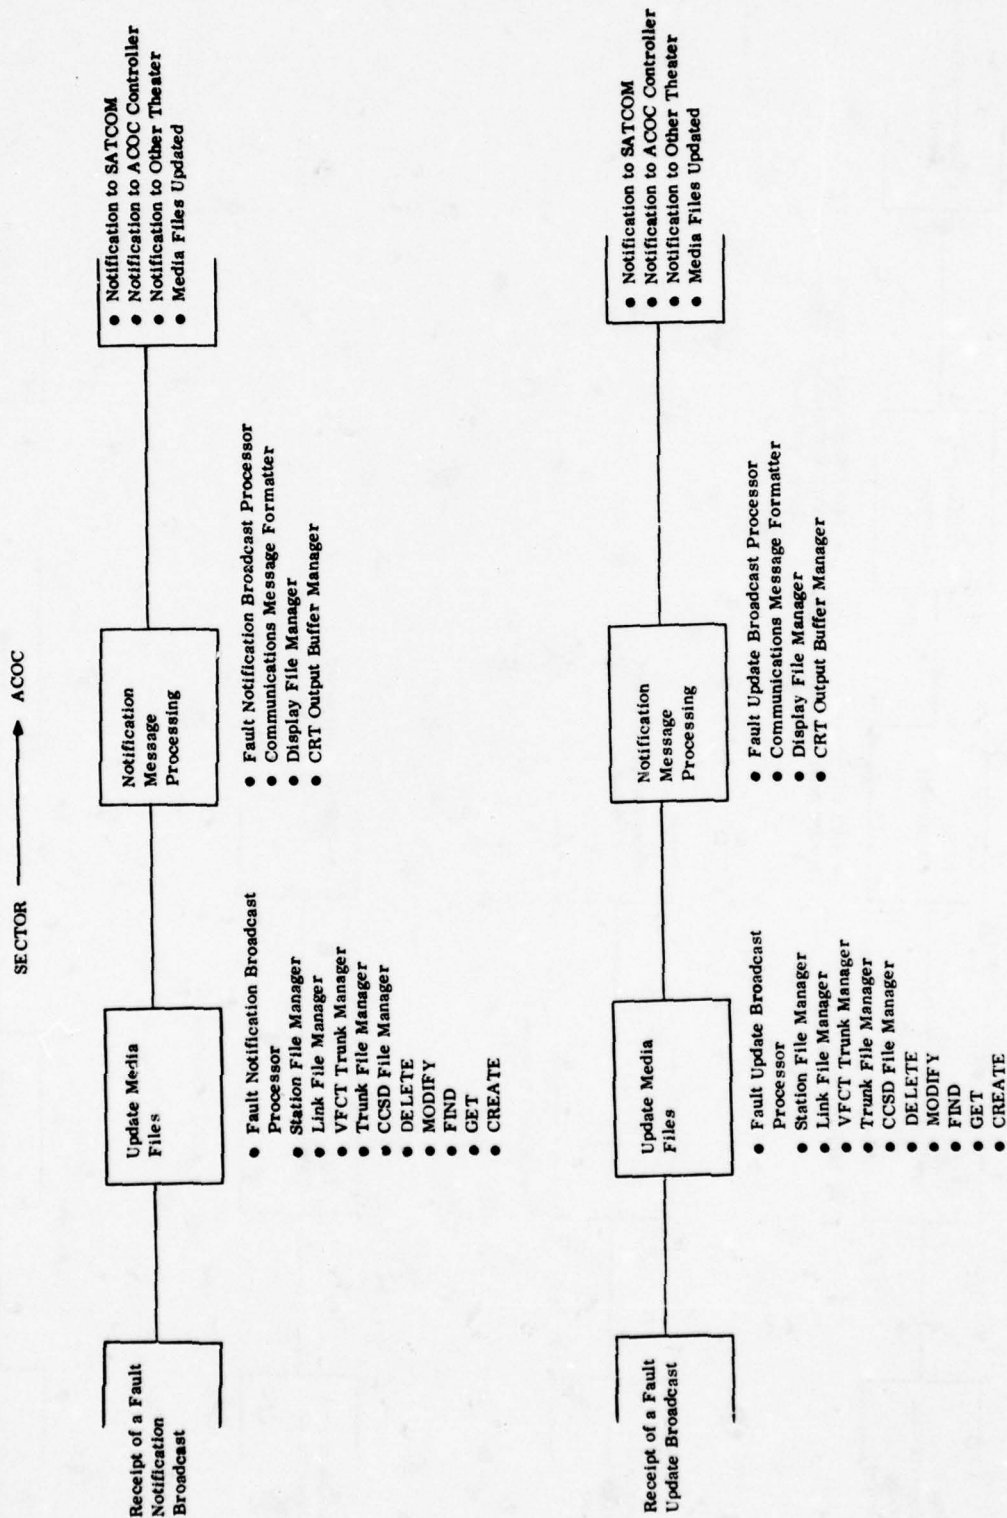 SECTOR ACOC
Receipt of a Fault
Notification
Broadcast
Update Media
Files
● Fault Notification Broadcast
Processor
● Station File Manager
● Link File Manager
● VFCT Trunk Manager
● Trunk File Manager
● CCSD File Manager
● DELETE
● MODIFY
● FIND
● GET
● CREATE
Notification
Message
Processing
● Fault Notification Broadcast Processor
● Communications Message Formatter
● Display File Manager
● CRT Output Buffer Manager
● Notification to SATCOM
● Notification to ACOC Controller
● Notification to Other Theater
● Media Files Updated
Receipt of a Fault
Update Broadcast
Update Media
Files
● Fault Update Broadcast
Processor
● Station File Manager
● Link File Manager
● VFCT Trunk Manager
● Trunk File Manager
● CCSD File Manager
● DELETE
● MODIFY
● FIND
● GET
● CREATE
Notification
Message
Processing
● Fault Update Broadcast Processor
● Communications Message Formatter
● Display File Manager
● CRT Output Buffer Manager
● Notification to SATCOM
● Notification to ACOC Controller
● Notification to Other Theater
● Media Files Updated